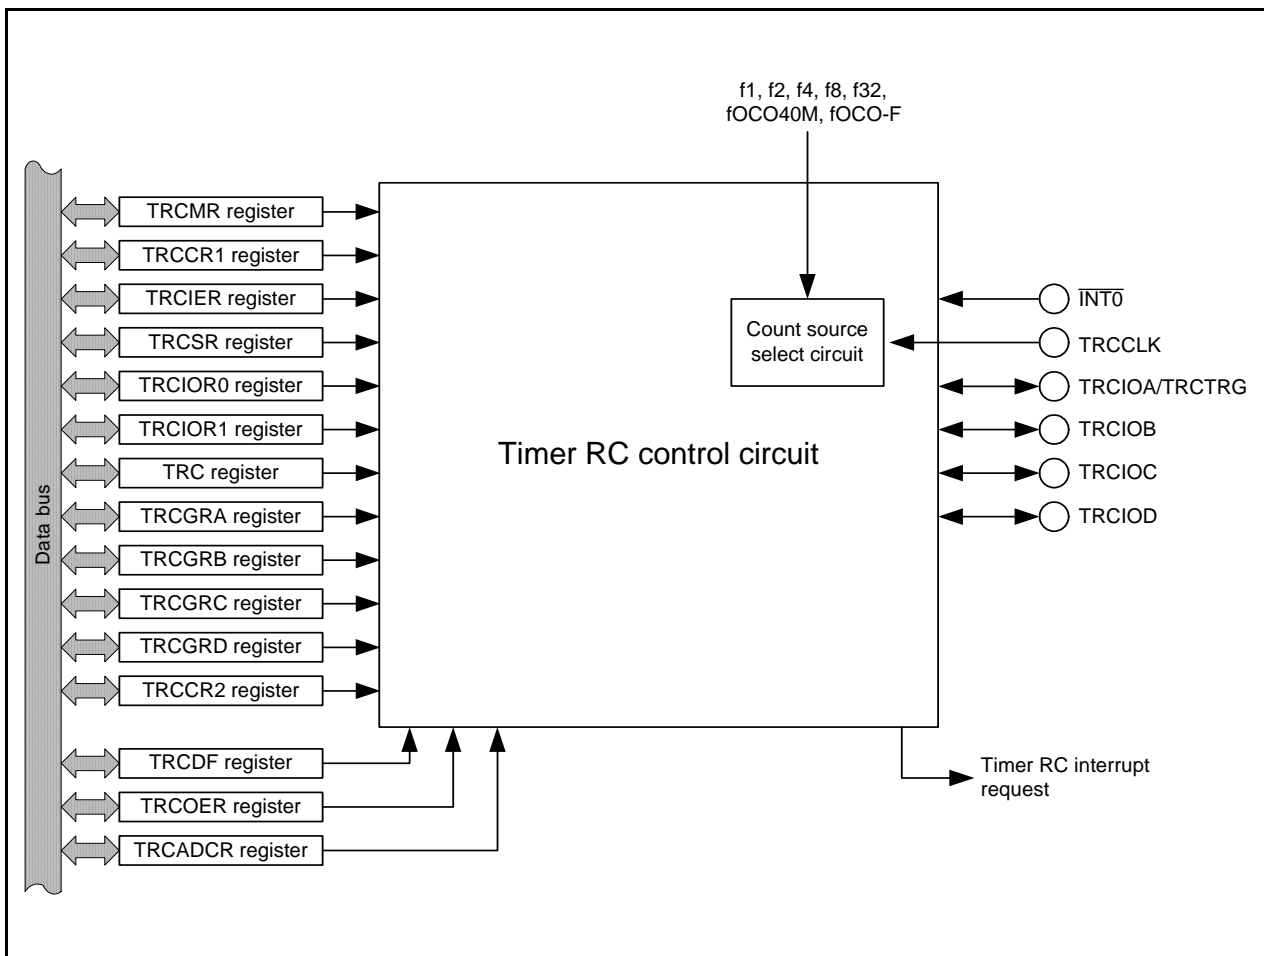 f1, f2, f4, f8, f32,
fOCO40M, fOCO-F
Data bus
TRCMR register
TRCCR1 register
TRCIER register
TRCSR register
TRCIOR0 register
TRCIOR1 register
TRC register
TRCGRA register
TRCGRB register
TRCGRC register
TRCGRD register
TRCCR2 register
TRCDF register
TRCOER register
TRCADCR register
Count source
select circuit
Timer RC control circuit
I̅N̅T̅0̅
TRCCLK
TRCIOA/TRCTRG
TRCIOB
TRCIOC
TRCIOD
Timer RC interrupt
request